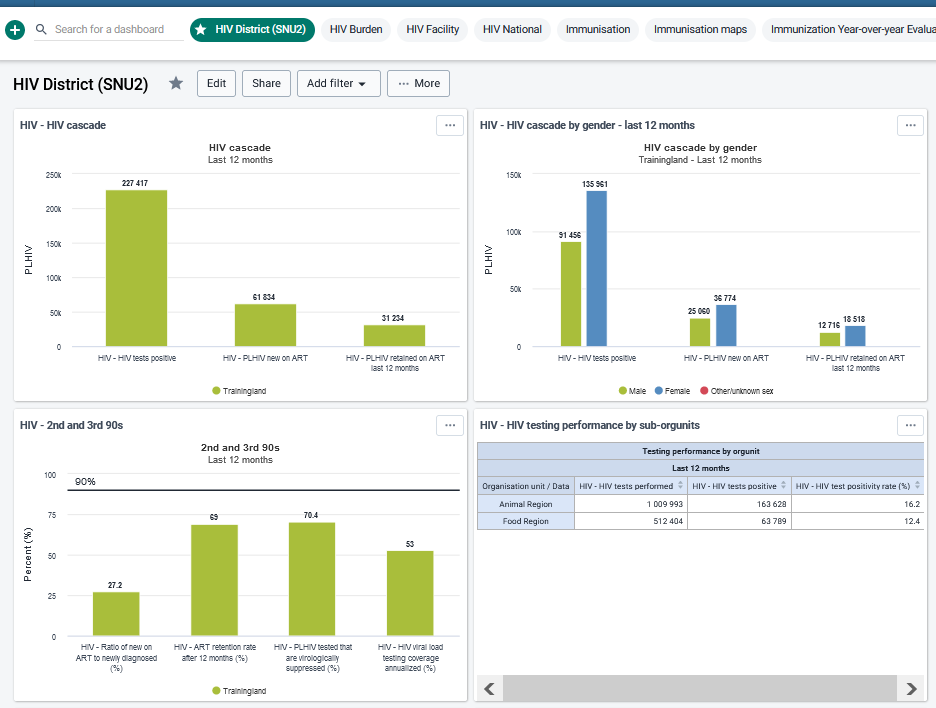 Search for a dashboard
HIV District (SNU2)
HIV Burden
HIV Facility
HIV National
Immunisation
Immunisation maps
Immunization Year-over-year Evalua
HIV District (SNU2)
Edit
Share
Add filter
More
HIV - HIV cascade
HIV cascade
Last 12 months
PLHIV
250k
200k
150k
100k
50k
0
227 417
61 834
31 234
HIV - HIV tests positive
HIV - PLHIV new on ART
HIV - PLHIV retained on ART
last 12 months
Trainingland
HIV - HIV cascade by gender - last 12 months
HIV cascade by gender
Trainingland - Last 12 months
PLHIV
150k
100k
50k
0
91 456
135 961
25 060
36 774
12 716
18 518
HIV - HIV tests positive
HIV - PLHIV new on ART
HIV - PLHIV retained on ART
last 12 months
Male
Female
Other/unknown sex
HIV - 2nd and 3rd 90s
2nd and 3rd 90s
Last 12 months
Percent (%)
100
75
50
25
0
90%
27.2
69
70.4
53
HIV - Ratio of new on
ART to newly diagnosed
(%)
HIV - ART retention rate
after 12 months (%)
HIV - PLHIV tested that
are virologically
suppressed (%)
HIV - HIV viral load
testing coverage
annualized (%)
Trainingland
HIV - HIV testing performance by sub-orgunits
Testing performance by orgunit
Last 12 months
Organisation unit / Data HIV - HIV tests performed HIV - HIV tests positive HIV - HIV test positivity rate (%)
Animal Region 1 009 993 163 628 16.2
Food Region 512 404 63 789 12.4